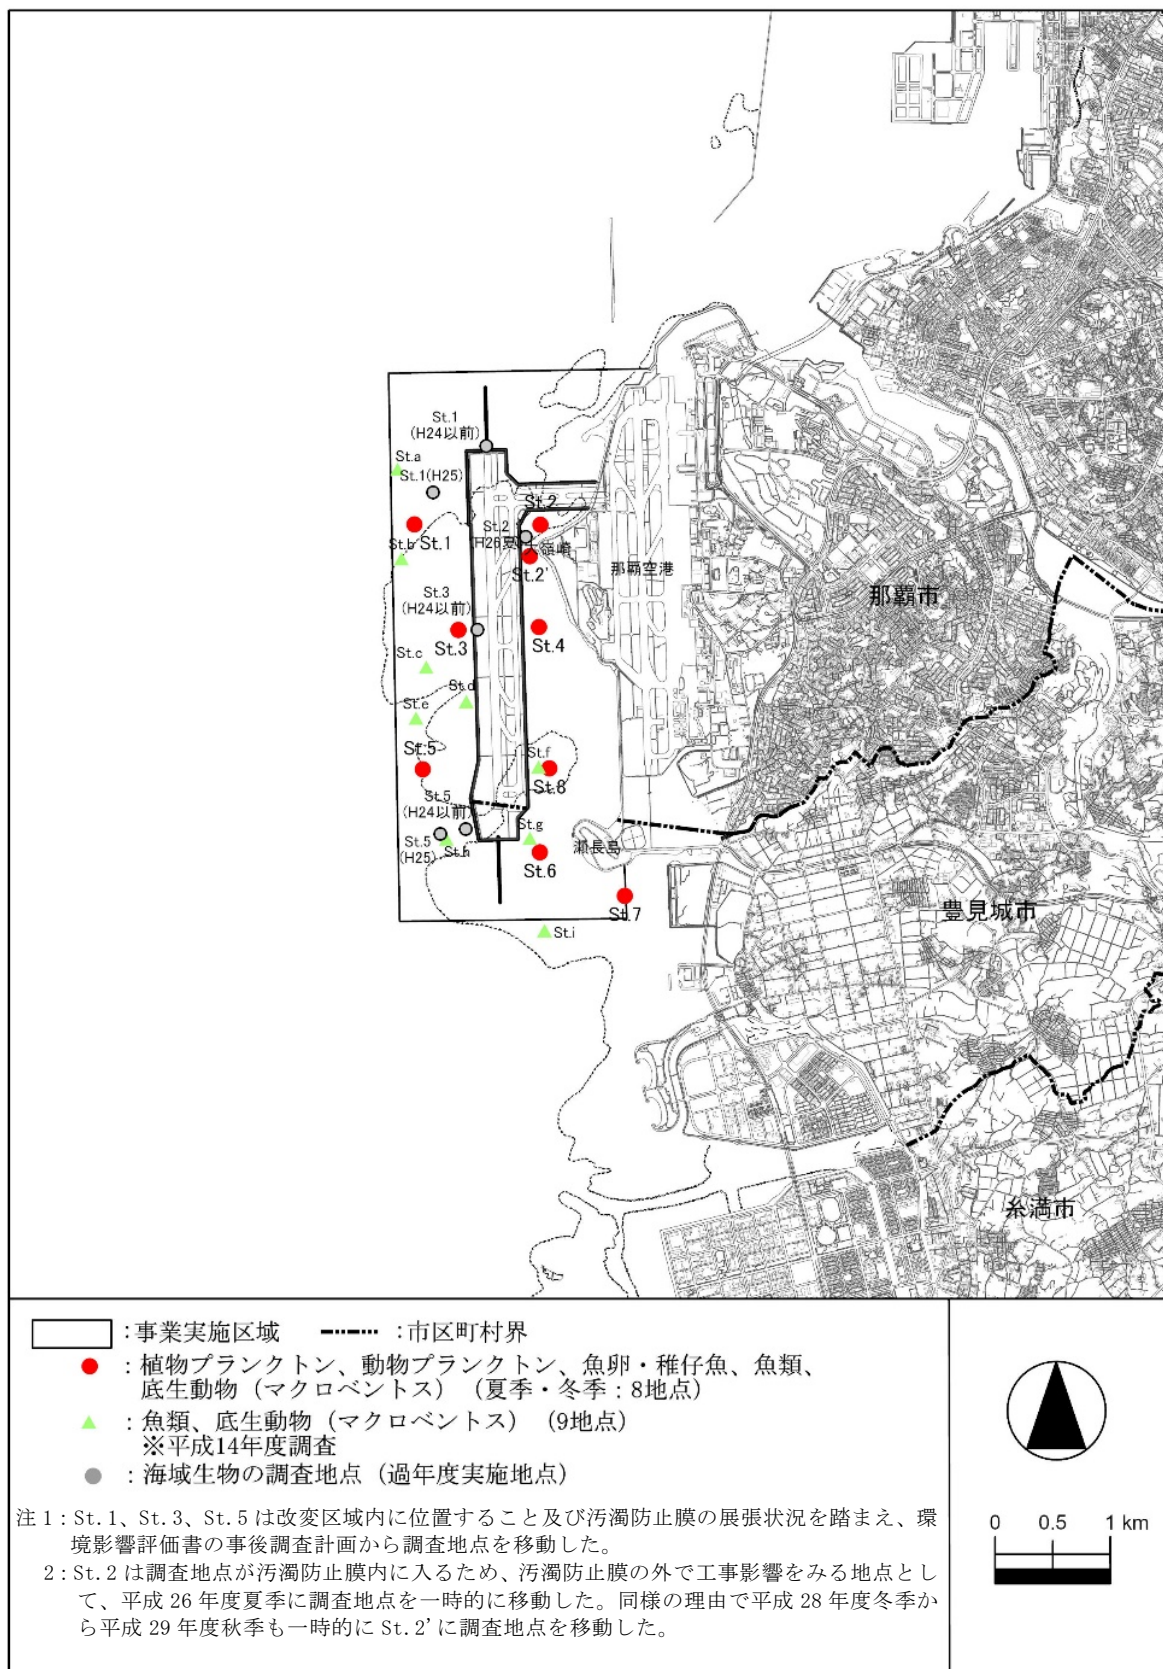 St.1
(H24以前)
St.a
St.1(H25)
St.1
St.2
St.2
(H26夏)
大嶺崎
St.b
St.2'
那覇空港
那覇市
St.3
(H24以前)
St.3
St.4
St.c
St.d
St.e
St.5
St.f
St.8
St.5
(H24以前)
St.5
(H25)
St.h
St.g
St.6
瀬長島
St.7
豊見城市
St.i
糸満市
:事業実施区域 :市区町村界
:植物プランクトン、動物プランクトン、魚卵・稚仔魚、魚類、
底生動物(マクロベントス)(夏季・冬季:8地点)
:魚類、底生動物(マクロベントス)(9地点)
※平成14年度調査
:海域生物の調査地点(過年度実施地点)
注1:St.1、St.3、St.5は改変区域内に位置すること及び汚濁防止膜の展張状況を踏まえ、環
境影響評価書の事後調査計画から調査地点を移動した。
2:St.2は調査地点が汚濁防止膜内に入るため、汚濁防止膜の外で工事影響をみる地点とし
て、平成26年度夏季に調査地点を一時的に移動した。同様の理由で平成28年度冬季か
ら平成29年度秋季も一時的にSt.2'に調査地点を移動した。
0 0.5 1 km